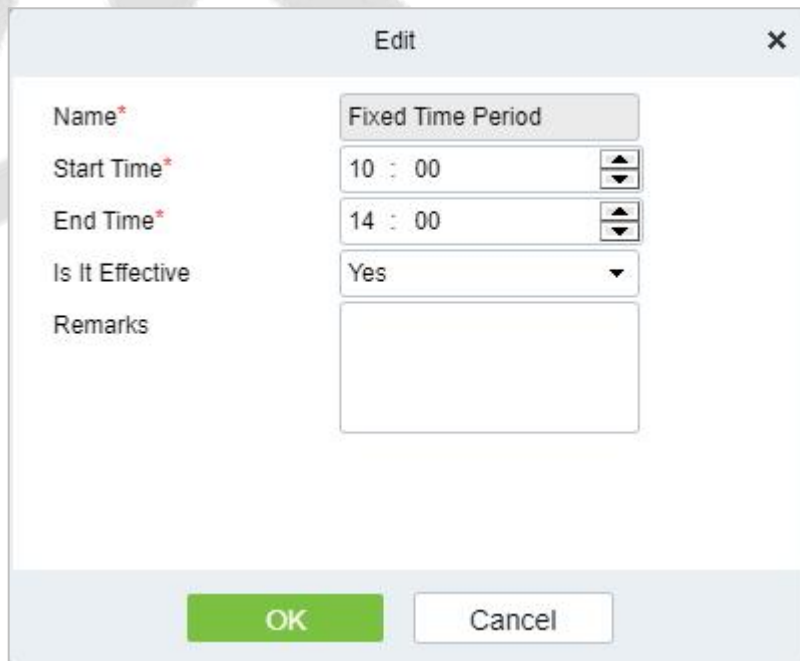 Edit ×
Name* Fixed Time Period
Start Time* 10 : 00
End Time* 14 : 00
Is It Effective Yes
Remarks
OK Cancel